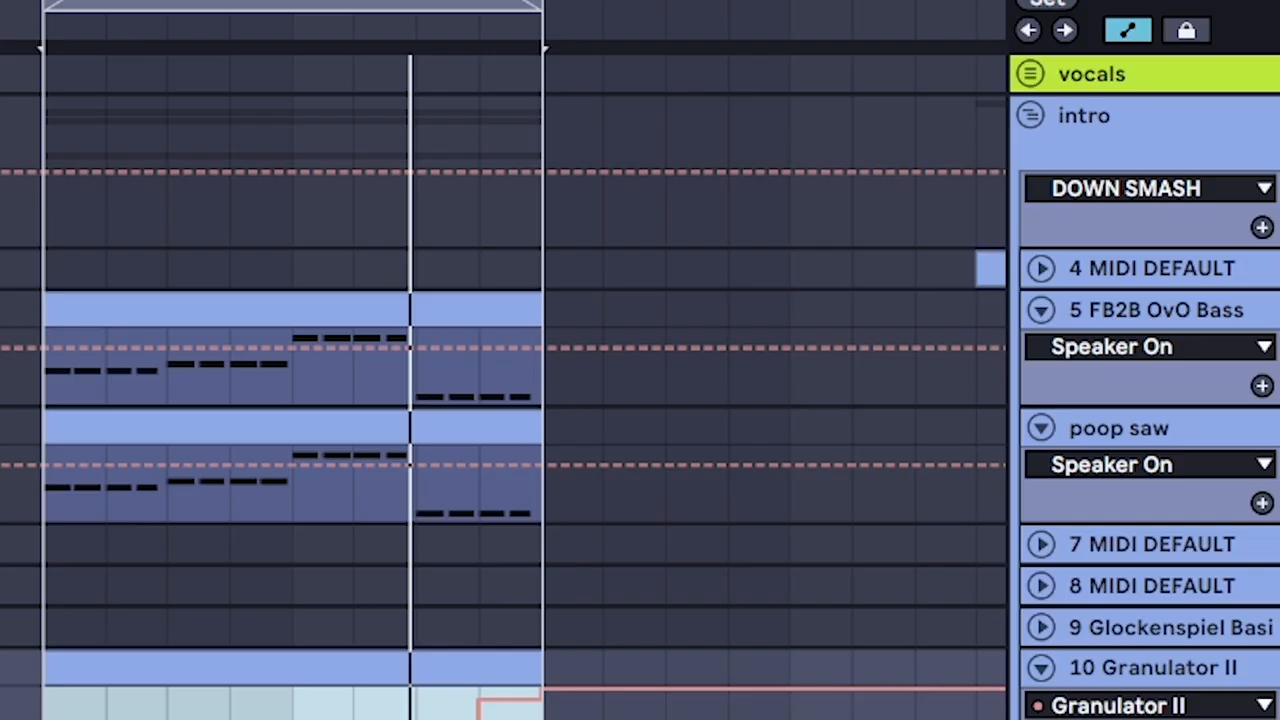 Set
vocals
intro
DOWN SMASH
4 MIDI DEFAULT
5 FB2B OvO Bass
Speaker On
poop saw
Speaker On
7 MIDI DEFAULT
8 MIDI DEFAULT
9 Glockenspiel Basi
10 Granulator II
Granulator II